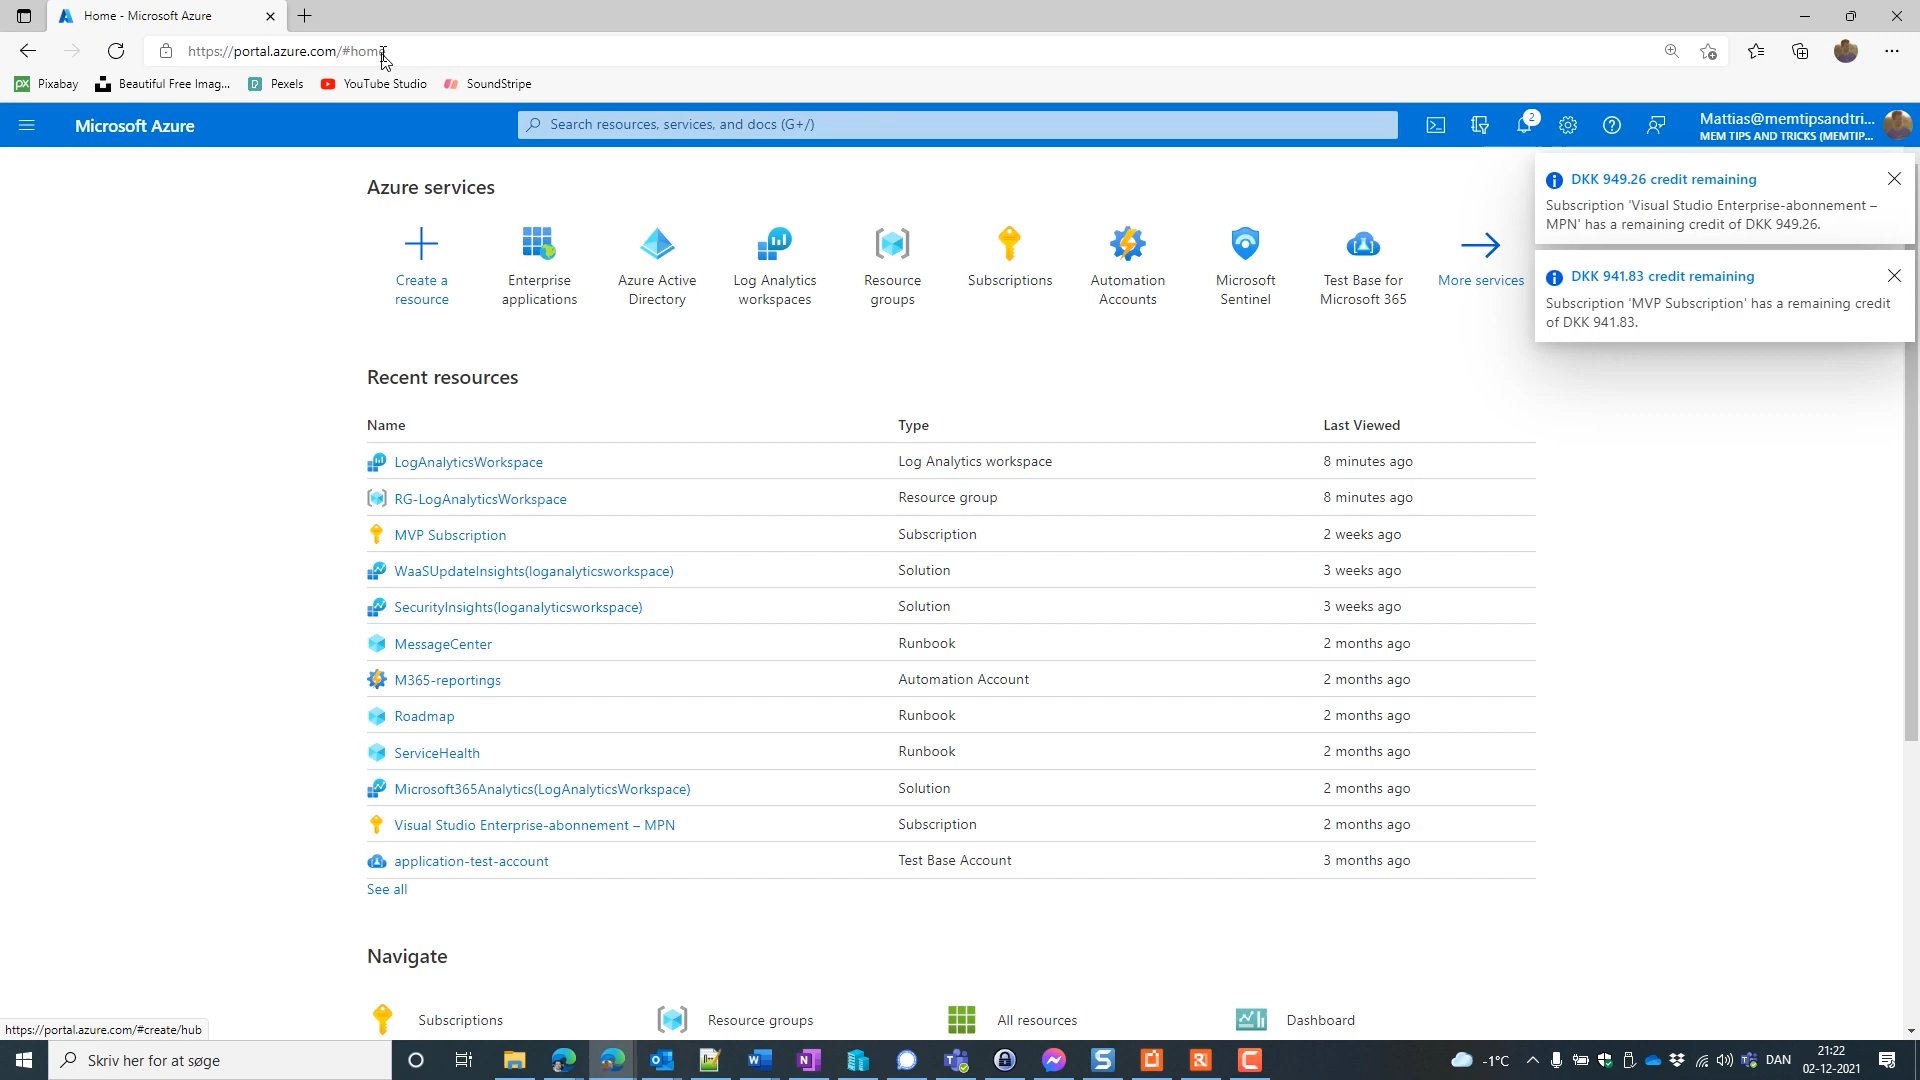 Home - Microsoft Azure
https://portal.azure.com/#home
Pixabay
Beautiful Free Imag...
Pexels
YouTube Studio
SoundStripe
Microsoft Azure
Search resources, services, and docs (G+/)
2
Mattias@memtipsandtri...
MEM TIPS AND TRICKS (MEMTIP...
DKK 949.26 credit remaining
Subscription 'Visual Studio Enterprise-abonnement –
MPN' has a remaining credit of DKK 949.26.
DKK 941.83 credit remaining
Subscription 'MVP Subscription' has a remaining credit
of DKK 941.83.
Azure services
Create a
resource
Enterprise
applications
Azure Active
Directory
Log Analytics
workspaces
Resource
groups
Subscriptions
Automation
Accounts
Microsoft
Sentinel
Test Base for
Microsoft 365
More services
Recent resources
Name Type Last Viewed
LogAnalyticsWorkspace Log Analytics workspace 8 minutes ago
RG-LogAnalyticsWorkspace Resource group 8 minutes ago
MVP Subscription Subscription 2 weeks ago
WaaSUpdateInsights(loganalyticsworkspace) Solution 3 weeks ago
SecurityInsights(loganalyticsworkspace) Solution 3 weeks ago
MessageCenter Runbook 2 months ago
M365-reportings Automation Account 2 months ago
Roadmap Runbook 2 months ago
ServiceHealth Runbook 2 months ago
Microsoft365Analytics(LogAnalyticsWorkspace) Solution 2 months ago
Visual Studio Enterprise-abonnement – MPN Subscription 2 months ago
application-test-account Test Base Account 3 months ago
See all
Navigate
Subscriptions
Resource groups
All resources
Dashboard
https://portal.azure.com/#create/hub
Skriv her for at søge
-1°C
DAN
21:22
02-12-2021